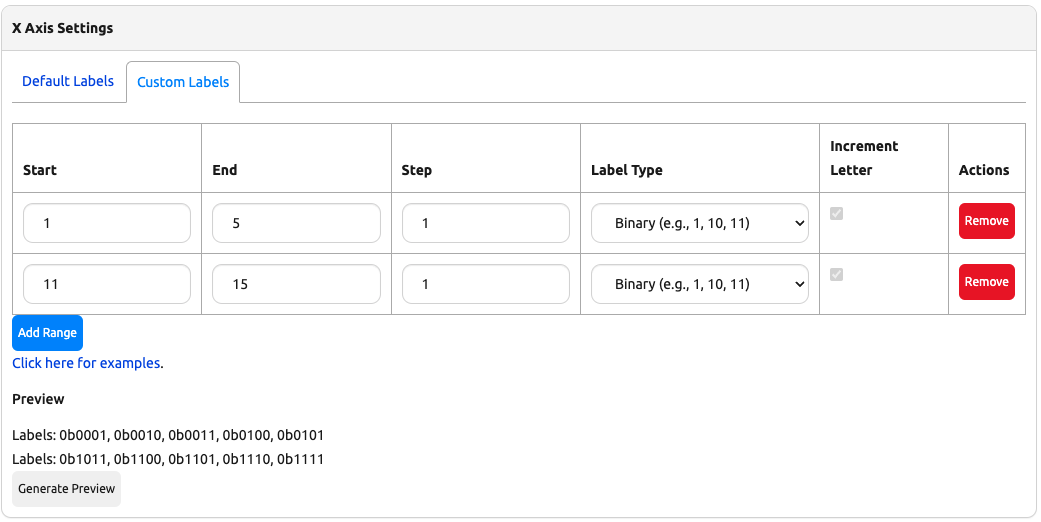 X Axis Settings
Default Labels Custom Labels
Start End Step Label Type Increment Letter Actions
1 5 1 Binary (e.g., 1, 10, 11) Remove
11 15 1 Binary (e.g., 1, 10, 11) Remove
Add Range
Click here for examples.
Preview
Labels: 0b0001, 0b0010, 0b0011, 0b0100, 0b0101
Labels: 0b1011, 0b1100, 0b1101, 0b1110, 0b1111
Generate Preview